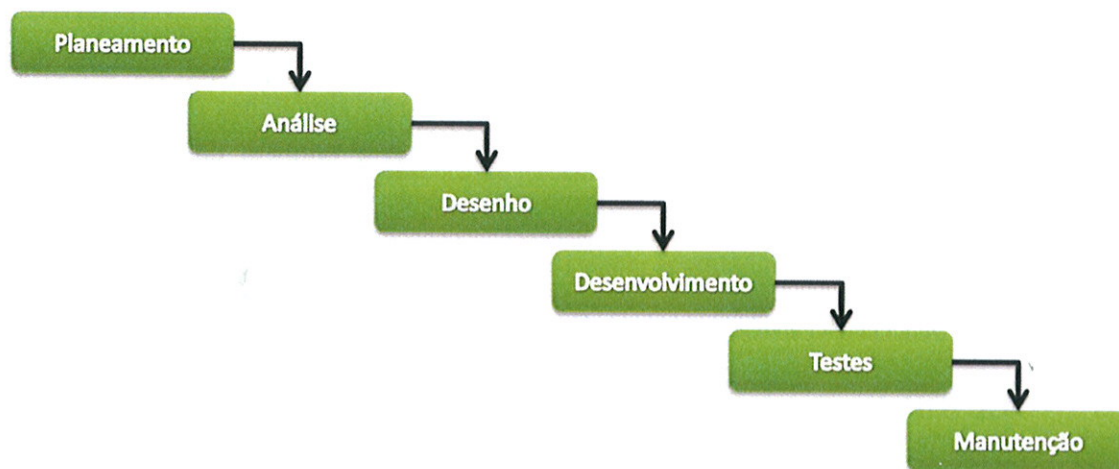 Planeamento
Análise
Desenho
Desenvolvimento
Testes
Manutenção